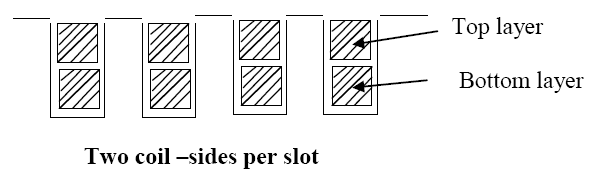 Top layer
Bottom layer
Two coil –sides per slot